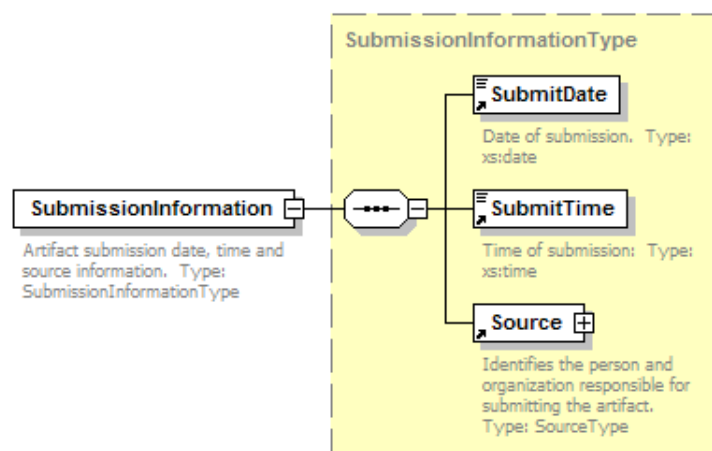 SubmissionInformationType
SubmitDate
Date of submission.  Type:
xs:date
SubmissionInformation
Artifact submission date, time and
source information.  Type:
SubmissionInformationType
SubmitTime
Time of submission:  Type:
xs:time
Source
Identifies the person and
organization responsible for
submitting the artifact.
Type: SourceType